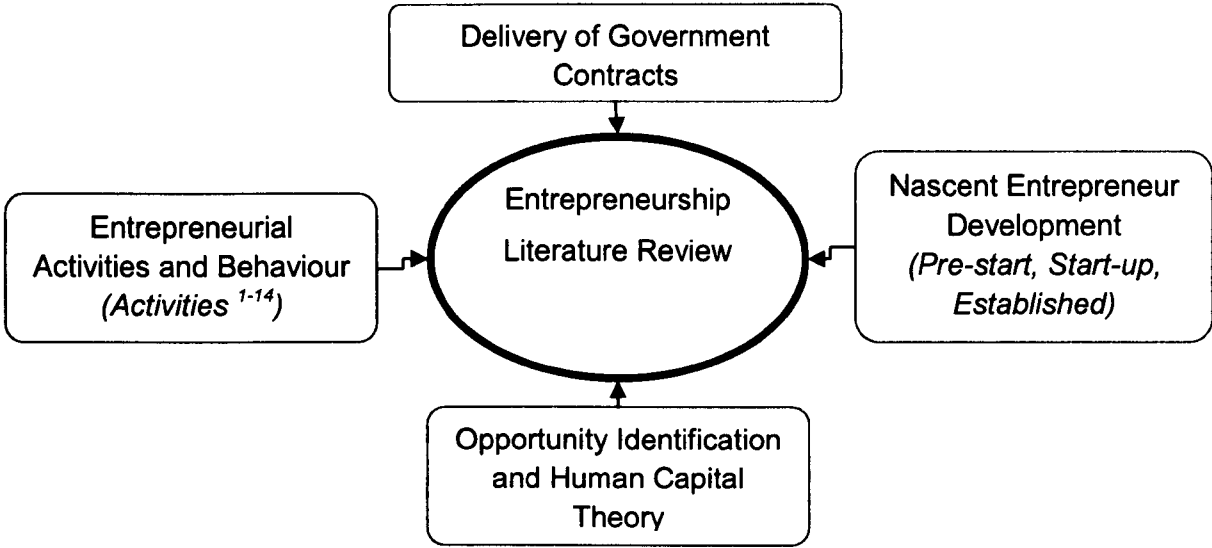 Delivery of Government
Contracts
Entrepreneurship
Literature Review
Entrepreneurial
Activities and Behaviour
(Activities 1-14)
Nascent Entrepreneur
Development
(Pre-start, Start-up,
Established)
Opportunity Identification
and Human Capital
Theory